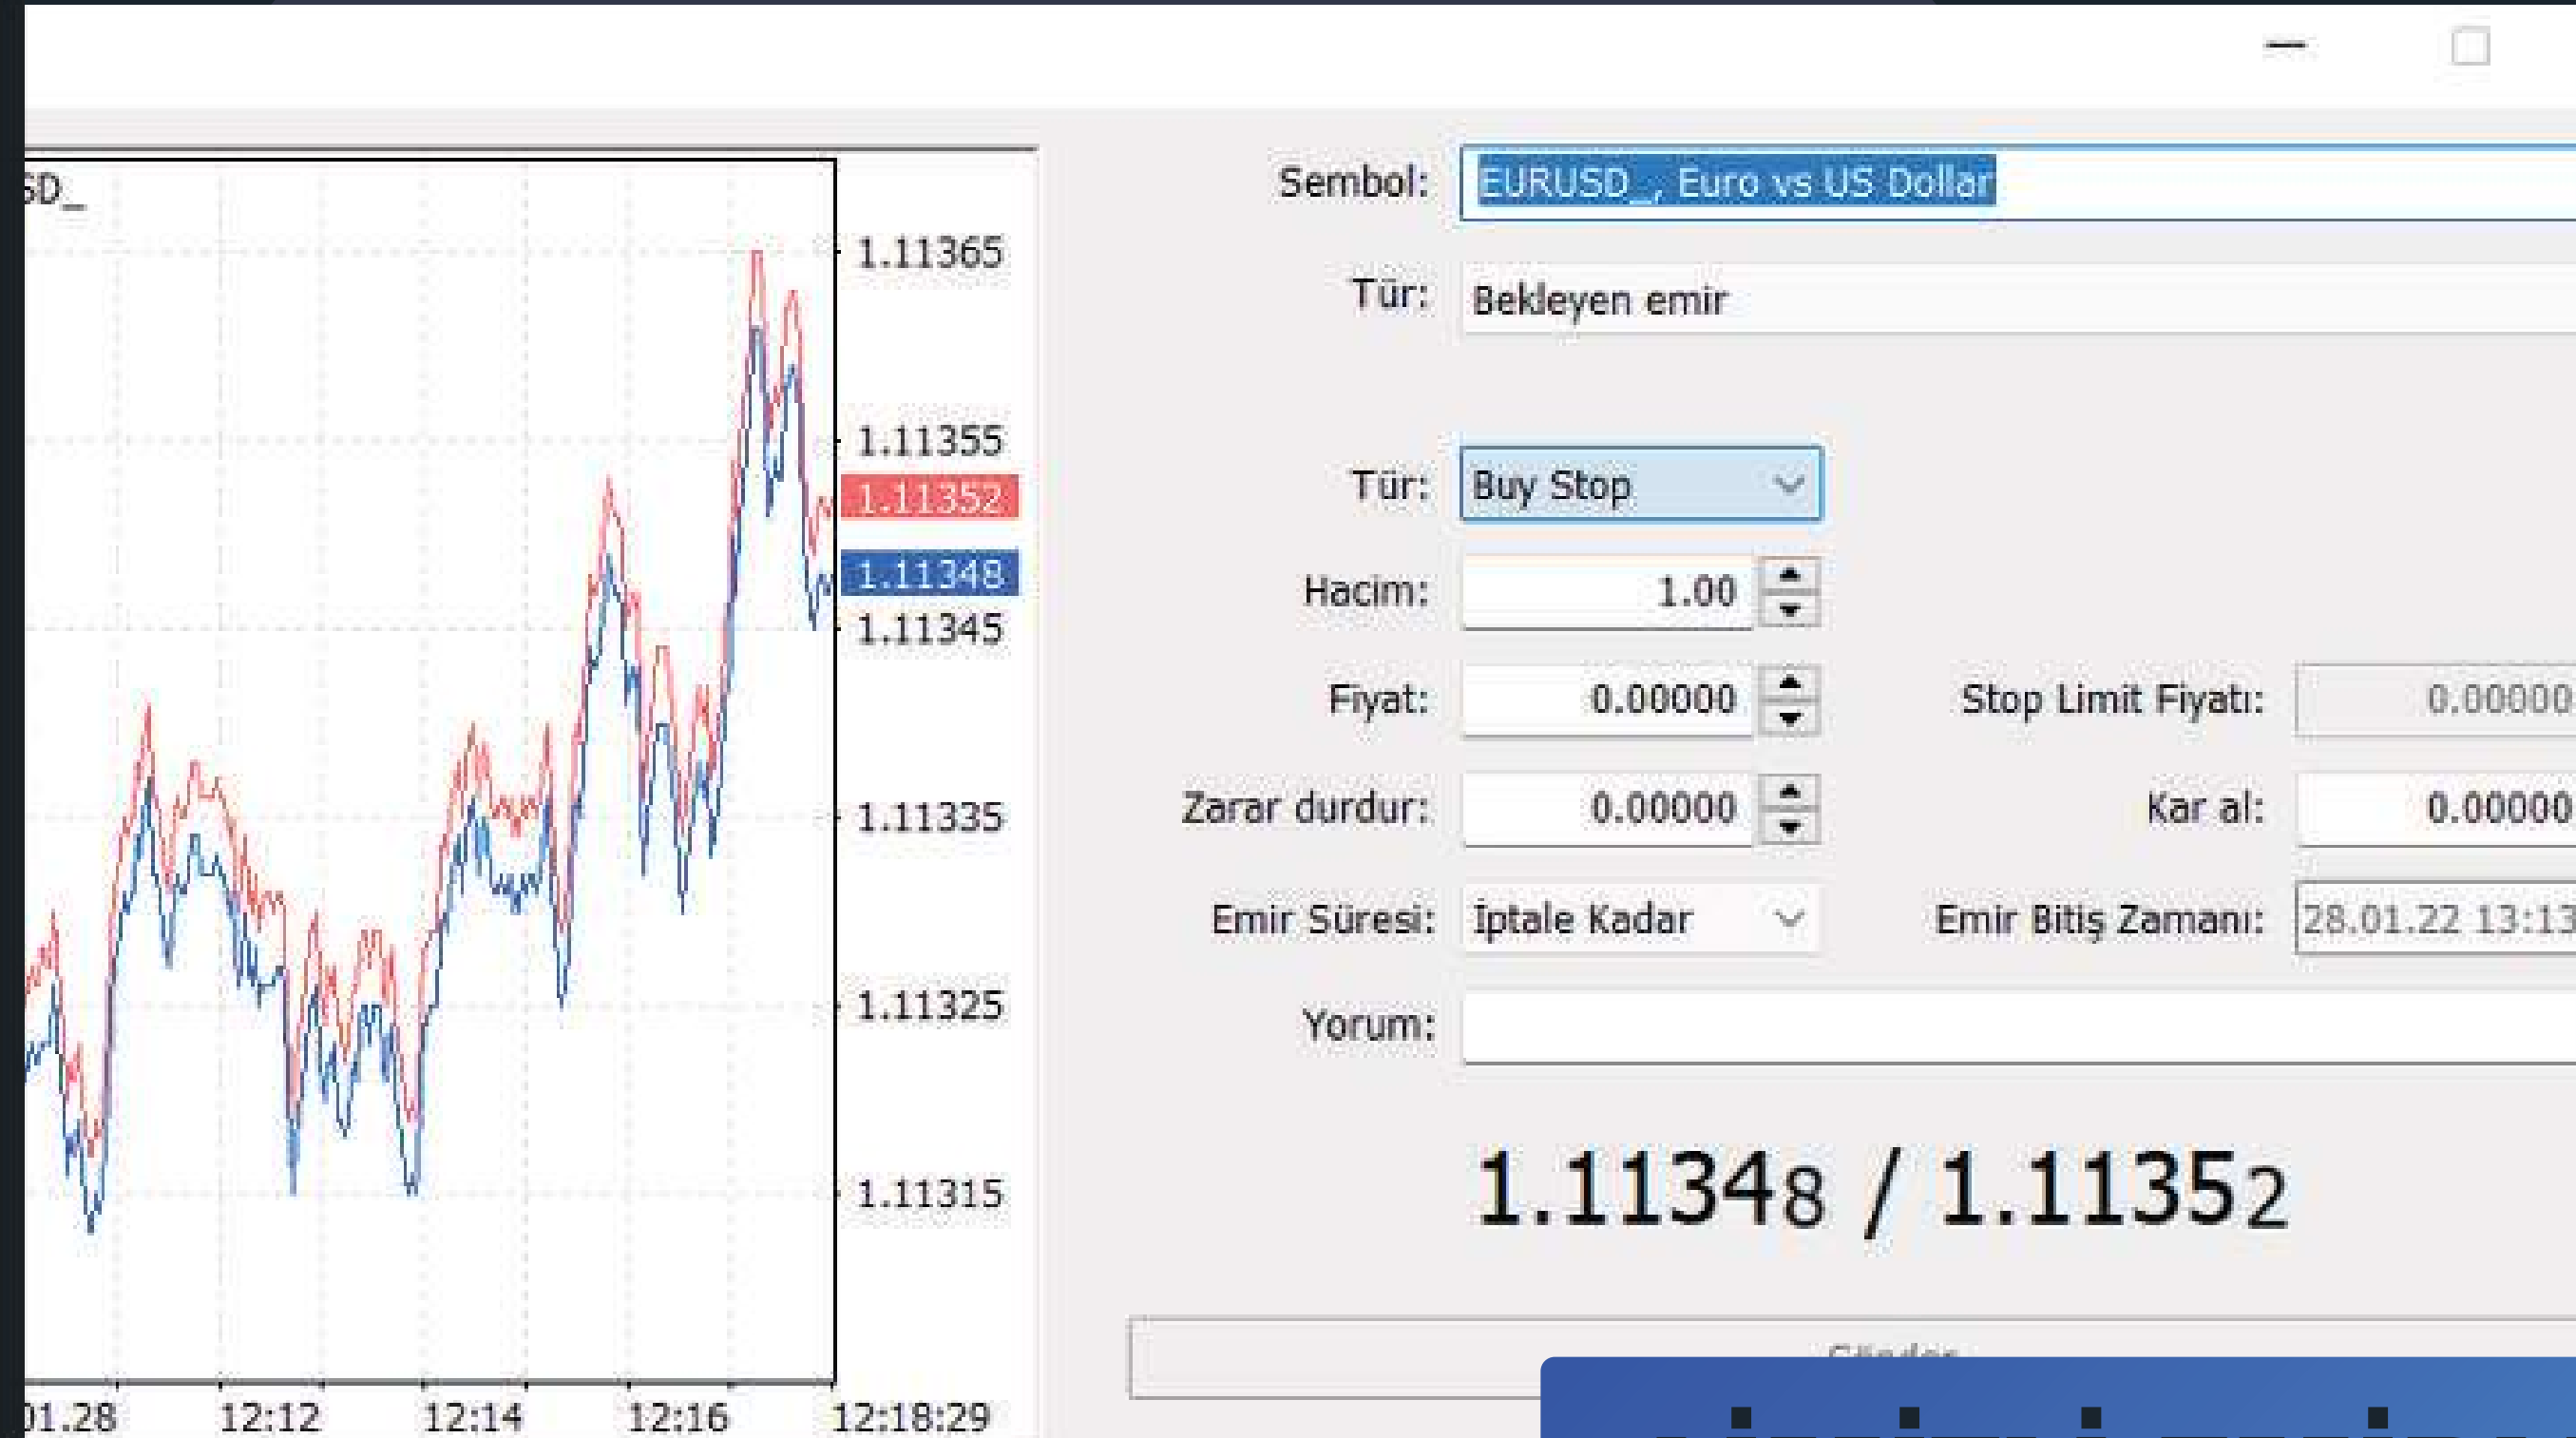 SD_
1.11365
1.11355
1.11352
1.11348
1.11345
1.11335
1.11325
1.11315
01.28 12:12 12:14 12:16 12:18:29
Sembol: EURUSD_, Euro vs US Dollar
Tür: Bekleyen emir
Tür: Buy Stop
Hacim: 1.00
Fiyat: 0.00000 Stop Limit Fiyatı: 0.00000
Zarar durdur: 0.00000 Kar al: 0.00000
Emir Süresi: İptale Kadar Emir Bitiş Zamanı: 28.01.22 13:13
Yorum:
1.11348 / 1.11352